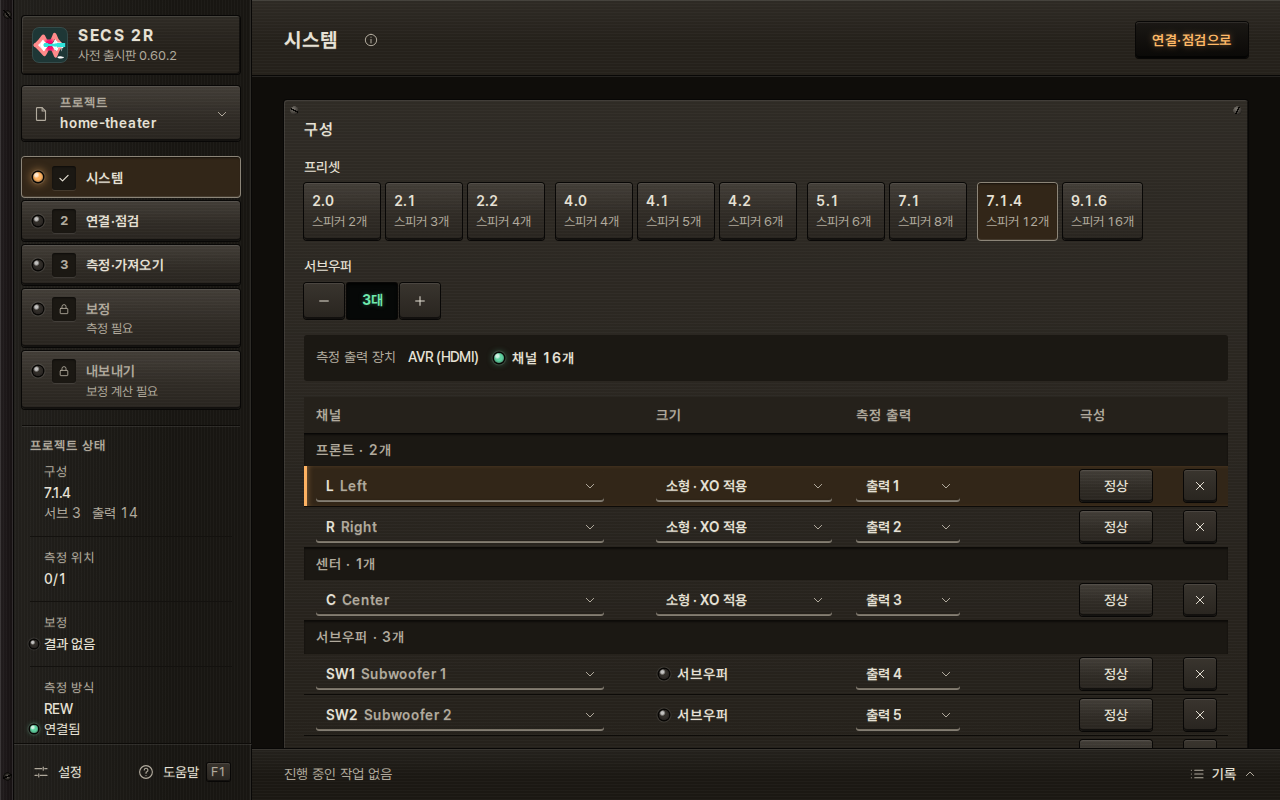 SECS 2R
사전 출시판 0.60.2
프로젝트
home-theater
시스템
2 연결·점검
3 측정·가져오기
보정
측정 필요
내보내기
보정 계산 필요
프로젝트 상태
구성
7.1.4
서브 3 출력 14
측정 위치
0/1
보정
결과 없음
측정 방식
REW
연결됨
설정
도움말 F1
시스템
연결·점검으로
구성
프리셋
2.0 2.1 2.2 4.0 4.1 4.2 5.1 7.1 7.1.4 9.1.6
스피커 2개 스피커 3개 스피커 4개 스피커 4개 스피커 5개 스피커 6개 스피커 6개 스피커 8개 스피커 12개 스피커 16개
서브우퍼
− 3대 +
측정 출력 장치 AVR (HDMI) 채널 16개
채널 크기 측정 출력 극성
프론트 · 2개
L Left 소형 · XO 적용 출력 1 정상
R Right 소형 · XO 적용 출력 2 정상
센터 · 1개
C Center 소형 · XO 적용 출력 3 정상
서브우퍼 · 3개
SW1 Subwoofer 1 서브우퍼 출력 4 정상
SW2 Subwoofer 2 서브우퍼 출력 5 정상
진행 중인 작업 없음
기록